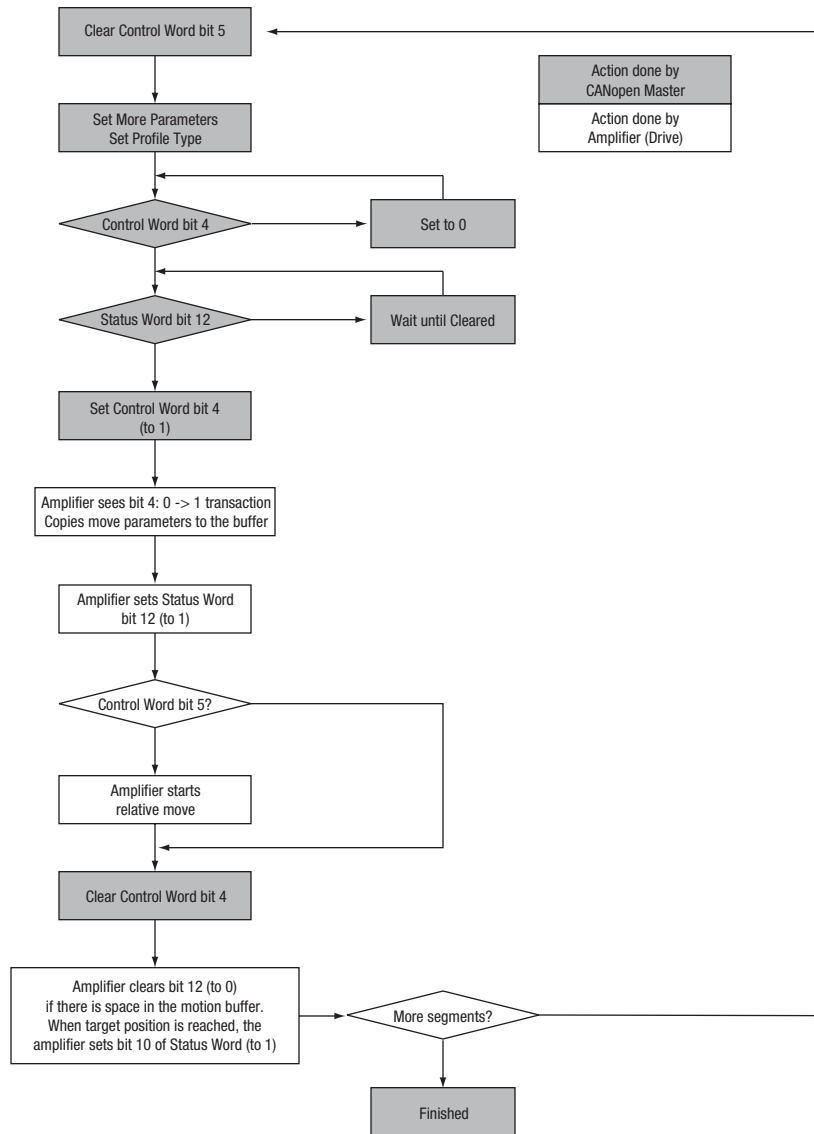 Clear Control Word bit 5
Action done by
CANopen Master
Action done by
Amplifier (Drive)
Set More Parameters
Set Profile Type
Control Word bit 4
Set to 0
Status Word bit 12
Wait until Cleared
Set Control Word bit 4
(to 1)
Amplifier sees bit 4: 0 -> 1 transaction
Copies move parameters to the buffer
Amplifier sets Status Word
bit 12 (to 1)
Control Word bit 5?
Amplifier starts
relative move
Clear Control Word bit 4
Amplifier clears bit 12 (to 0)
if there is space in the motion buffer.
When target position is reached, the
amplifier sets bit 10 of Status Word (to 1)
More segments?
Finished